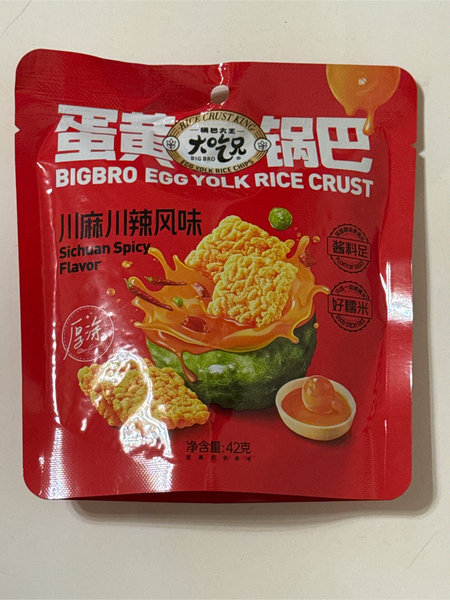 RICE CRUST KING
锅巴大王
蛋黄 大吃兄 锅巴
BIG BRO
EGG YOLK RICE CHIPS
BIGBRO EGG YOLK RICE CRUST
川麻川辣风味
Sichuan Spicy
Flavor
酱料足
好糯米
厚涂
净含量:42克